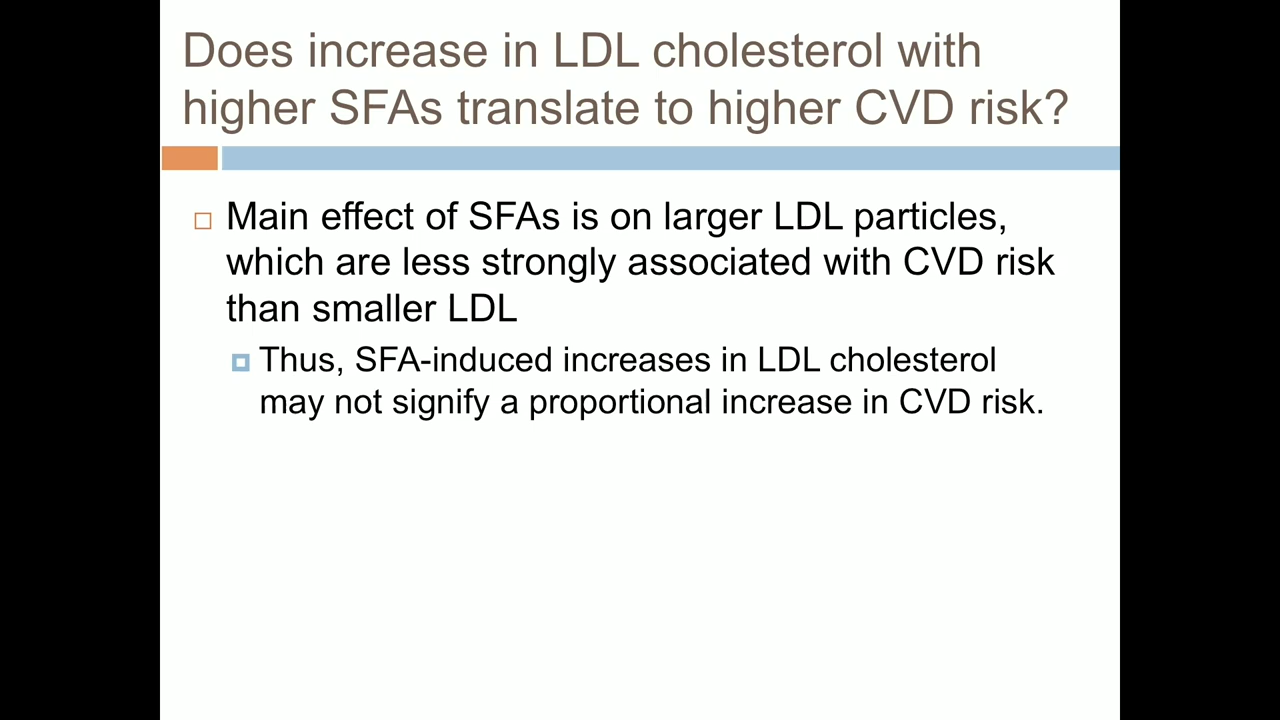 Does increase in LDL cholesterol with
higher SFAs translate to higher CVD risk?
Main effect of SFAs is on larger LDL particles,
which are less strongly associated with CVD risk
than smaller LDL
Thus, SFA-induced increases in LDL cholesterol
may not signify a proportional increase in CVD risk.